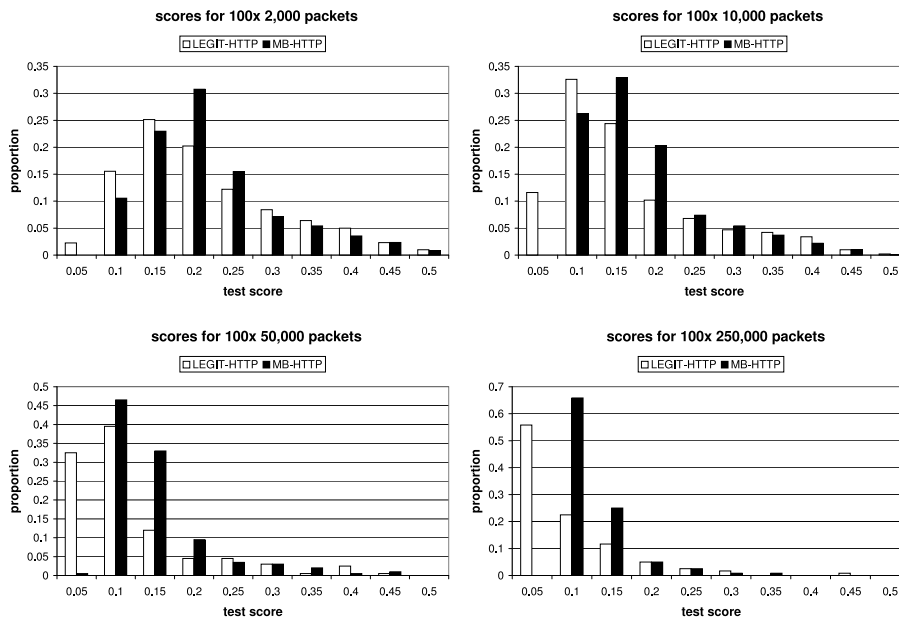 scores for 100x 2,000 packets
LEGIT-HTTP MB-HTTP
0.35
0.3
0.25
0.2
0.15
0.1
0.05
0
proportion
0.05 0.1 0.15 0.2 0.25 0.3 0.35 0.4 0.45 0.5
test score
scores for 100x 10,000 packets
LEGIT-HTTP MB-HTTP
0.35
0.3
0.25
0.2
0.15
0.1
0.05
0
proportion
0.05 0.1 0.15 0.2 0.25 0.3 0.35 0.4 0.45 0.5
test score
scores for 100x 50,000 packets
LEGIT-HTTP MB-HTTP
0.5
0.45
0.4
0.35
0.3
0.25
0.2
0.15
0.1
0.05
0
proportion
0.05 0.1 0.15 0.2 0.25 0.3 0.35 0.4 0.45 0.5
test score
scores for 100x 250,000 packets
LEGIT-HTTP MB-HTTP
0.7
0.6
0.5
0.4
0.3
0.2
0.1
0
proportion
0.05 0.1 0.15 0.2 0.25 0.3 0.35 0.4 0.45 0.5
test score